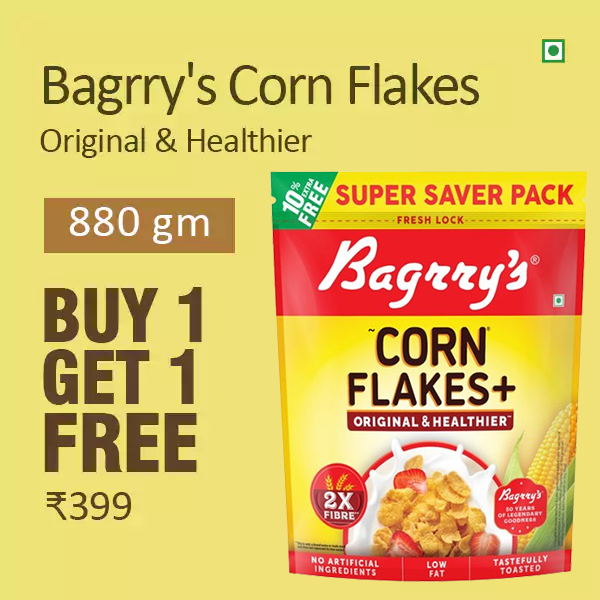 Bagrry's Corn Flakes
Original & Healthier
880 gm
BUY 1
GET 1
FREE
₹399
10% EXTRA
FREE
SUPER SAVER PACK
FRESH LOCK
Bagrry's®
~CORN
FLAKES+
ORIGINAL & HEALTHIER~
2X
FIBRE~
Bagrry's
50 YEARS
OF LEGENDARY
GOODNESS
NO ARTIFICIAL
INGREDIENTS
LOW
FAT
TASTEFULLY
TOASTED